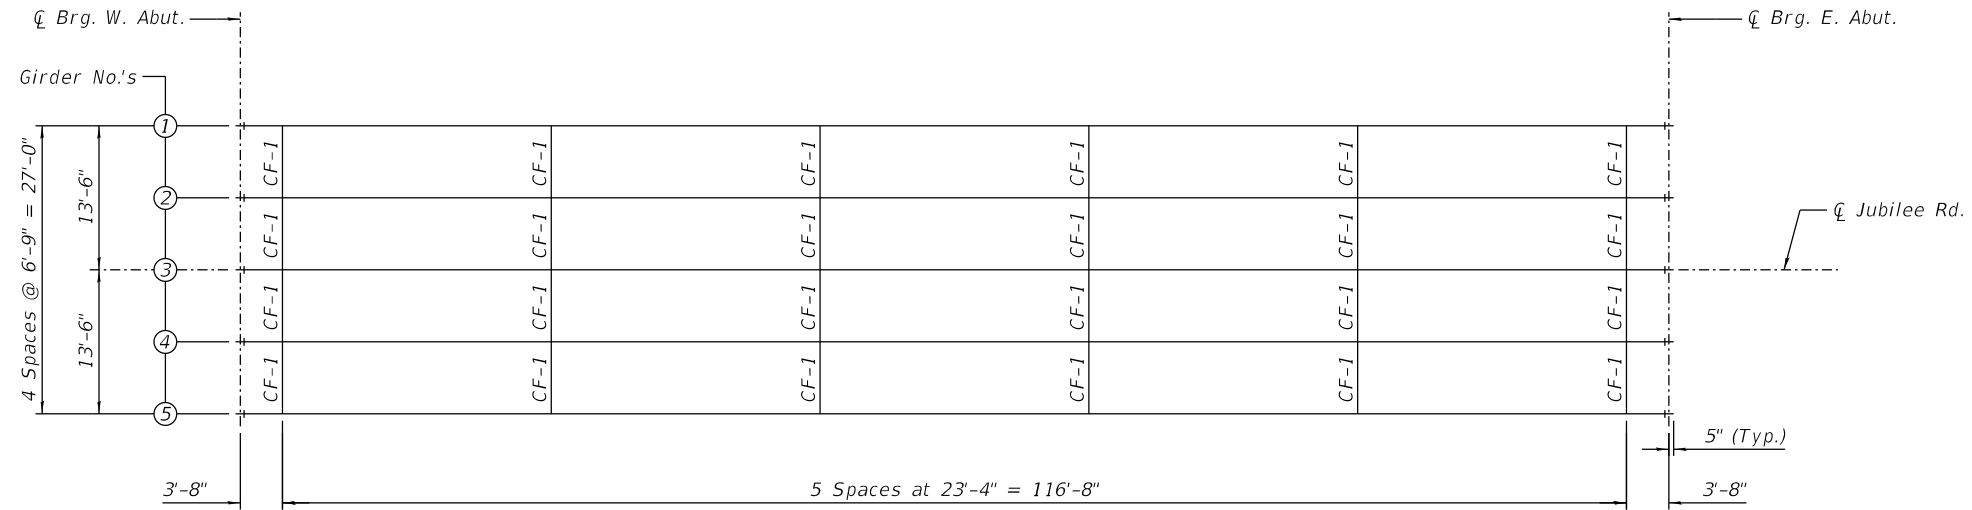 ℄ Brg. W. Abut.
℄ Brg. E. Abut.
Girder No.'s
1
CF-1 CF-1 CF-1 CF-1 CF-1 CF-1
2
℄ Jubilee Rd.
CF-1 CF-1 CF-1 CF-1 CF-1 CF-1
3
CF-1 CF-1 CF-1 CF-1 CF-1 CF-1
4
CF-1 CF-1 CF-1 CF-1 CF-1 CF-1
5
4 Spaces @ 6'-9" = 27'-0"
13'-6"
13'-6"
5" (Typ.)
3'-8"
5 Spaces at 23'-4" = 116'-8"
3'-8"